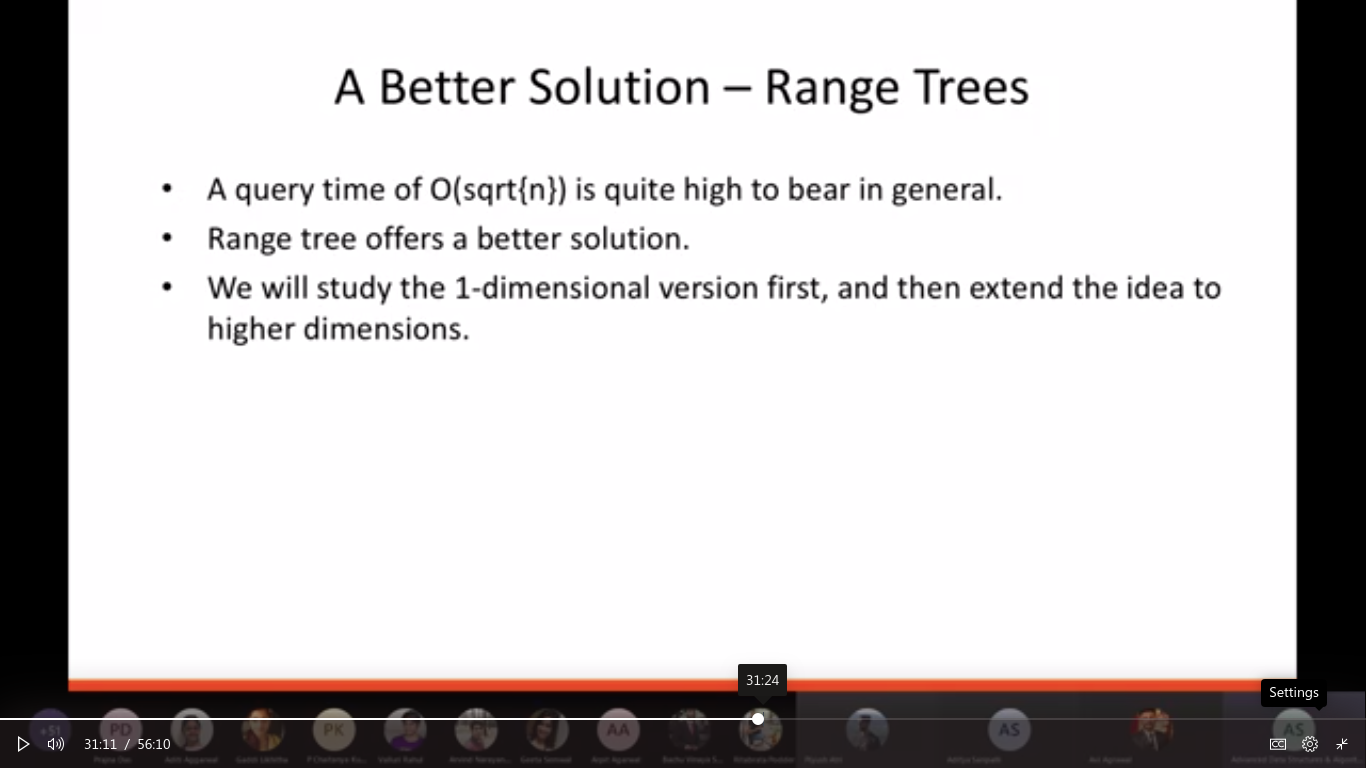 A Better Solution – Range Trees
• A query time of O(sqrt{n}) is quite high to bear in general.
• Range tree offers a better solution.
• We will study the 1-dimensional version first, and then extend the idea to
higher dimensions.
31:24
Settings
+51
PD
PK
AA
AS
AS
31:11 / 56:10
CC